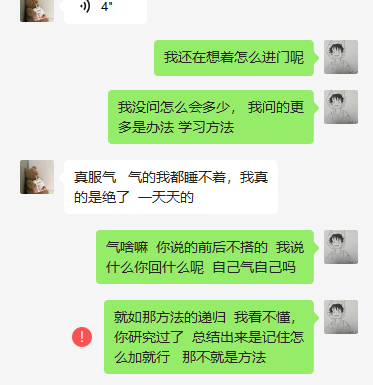 4"
我还在想着怎么进门呢
我没问怎么会多少， 我问的更
多是办法 学习方法
真服气  气的我都睡不着，我真
的是绝了  一天天的
气啥嘛  你说的前后不搭的  我说
什么你回什么呢  自己气自己吗
就如那方法的递归  我看不懂，
你研究过了  总结出来是记住怎
么加就行   那不就是方法